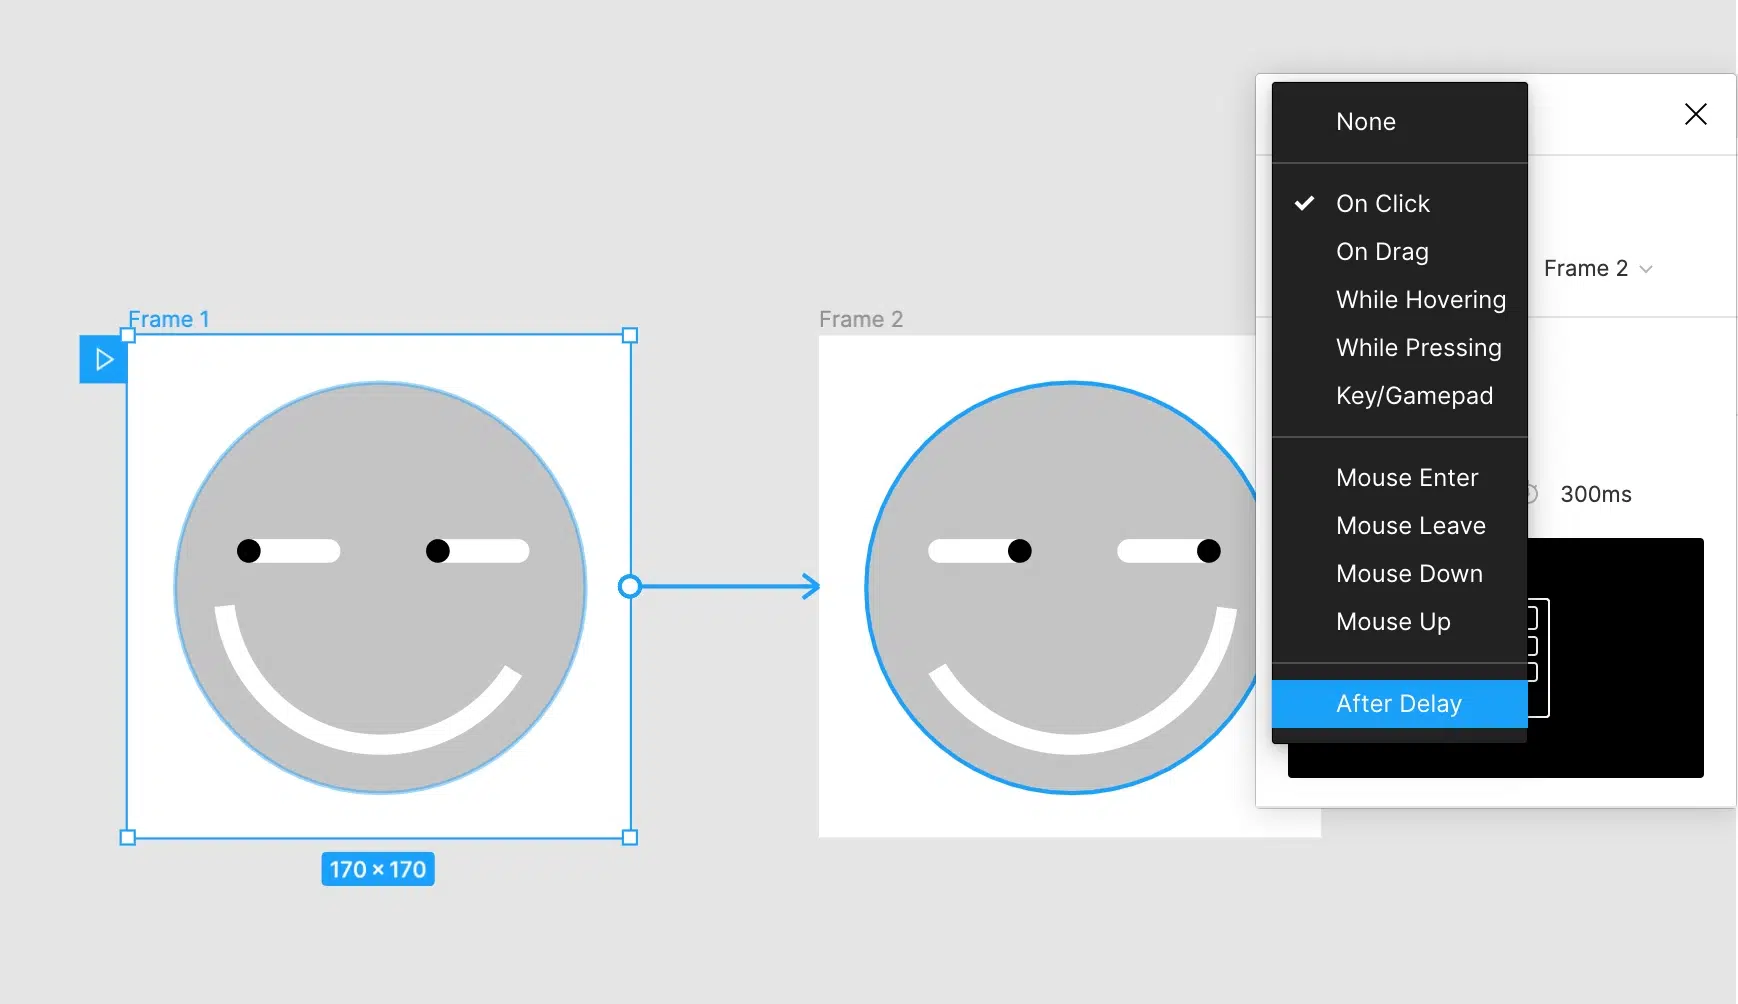 Frame 1
170 × 170
Frame 2
None
On Click
On Drag
While Hovering
While Pressing
Key/Gamepad
Mouse Enter
Mouse Leave
Mouse Down
Mouse Up
After Delay
Frame 2
300ms